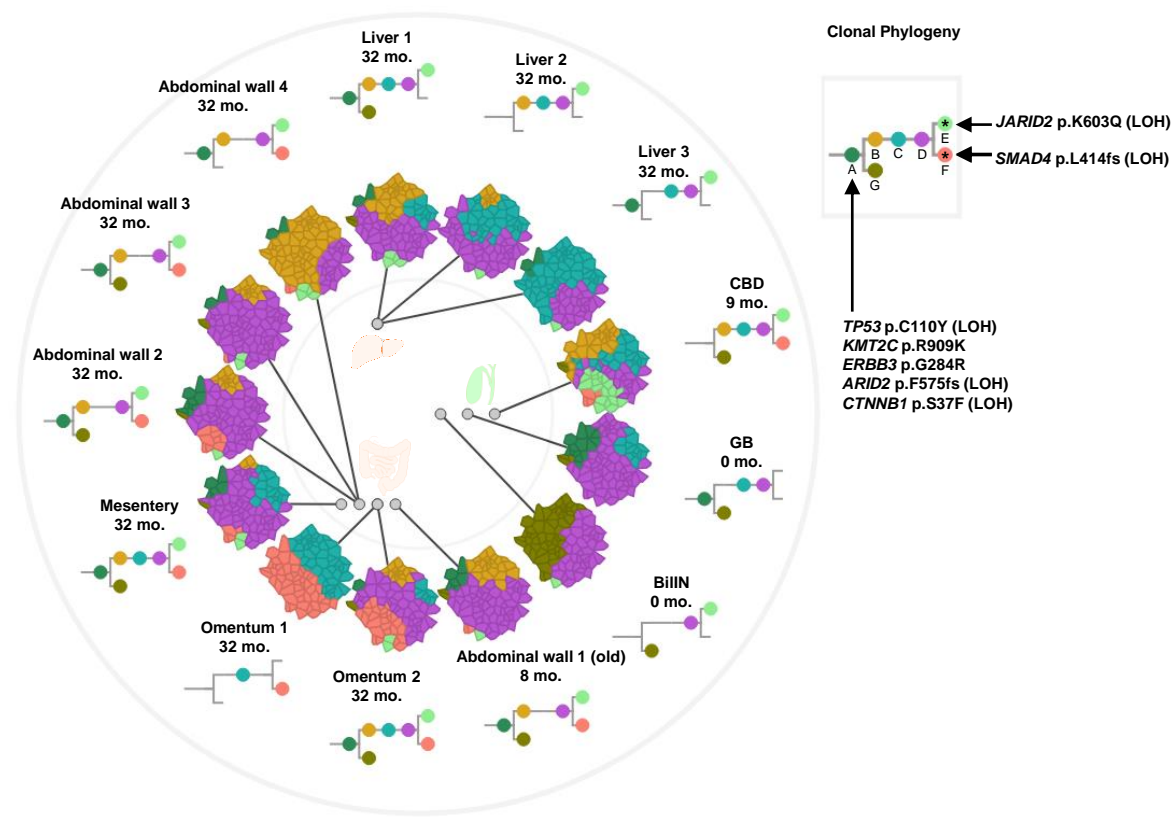 Clonal Phylogeny
Liver 1
32 mo.
Liver 2
32 mo.
Abdominal wall 4
32 mo.
JARID2 p.K603Q (LOH)
SMAD4 p.L414fs (LOH)
A
B
C
D
E
F
G
Liver 3
32 mo.
Abdominal wall 3
32 mo.
CBD
9 mo.
TP53 p.C110Y (LOH)
KMT2C p.R909K
ERBB3 p.G284R
ARID2 p.F575fs (LOH)
CTNNB1 p.S37F (LOH)
Abdominal wall 2
32 mo.
GB
0 mo.
Mesentery
32 mo.
BilIN
0 mo.
Omentum 1
32 mo.
Omentum 2
32 mo.
Abdominal wall 1 (old)
8 mo.